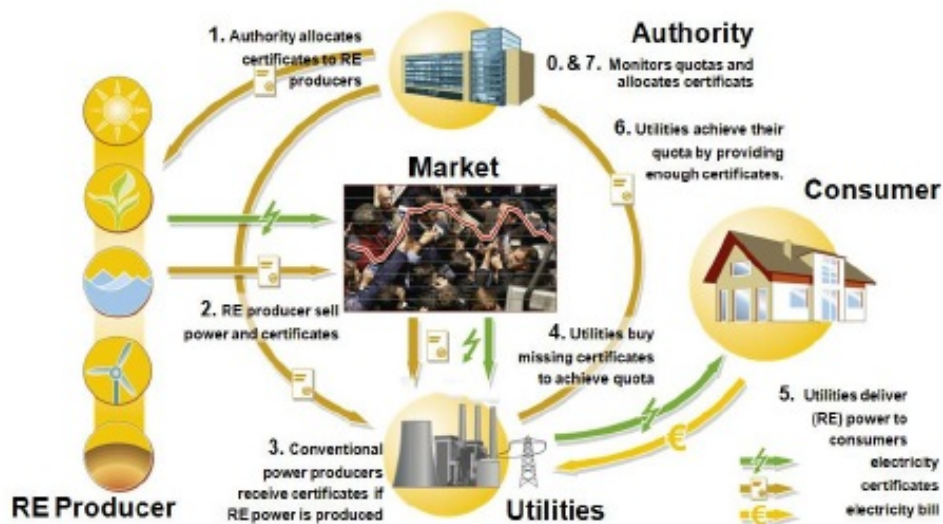 1. Authority allocates
certificates to RE
producers
Authority
0. & 7. Monitors quotas and
allocates certificats
6. Utilities achieve their
quota by providing
enough certificates.
Market
Consumer
2. RE producer sell
power and certificates
4. Utilities buy
missing certificates
to achieve quota
3. Conventional
power producers
receive certificates if
RE power is produced
5. Utilities deliver
(RE) power to
consumers
€
electricity
certificates
€
electricity bill
RE Producer
Utilities